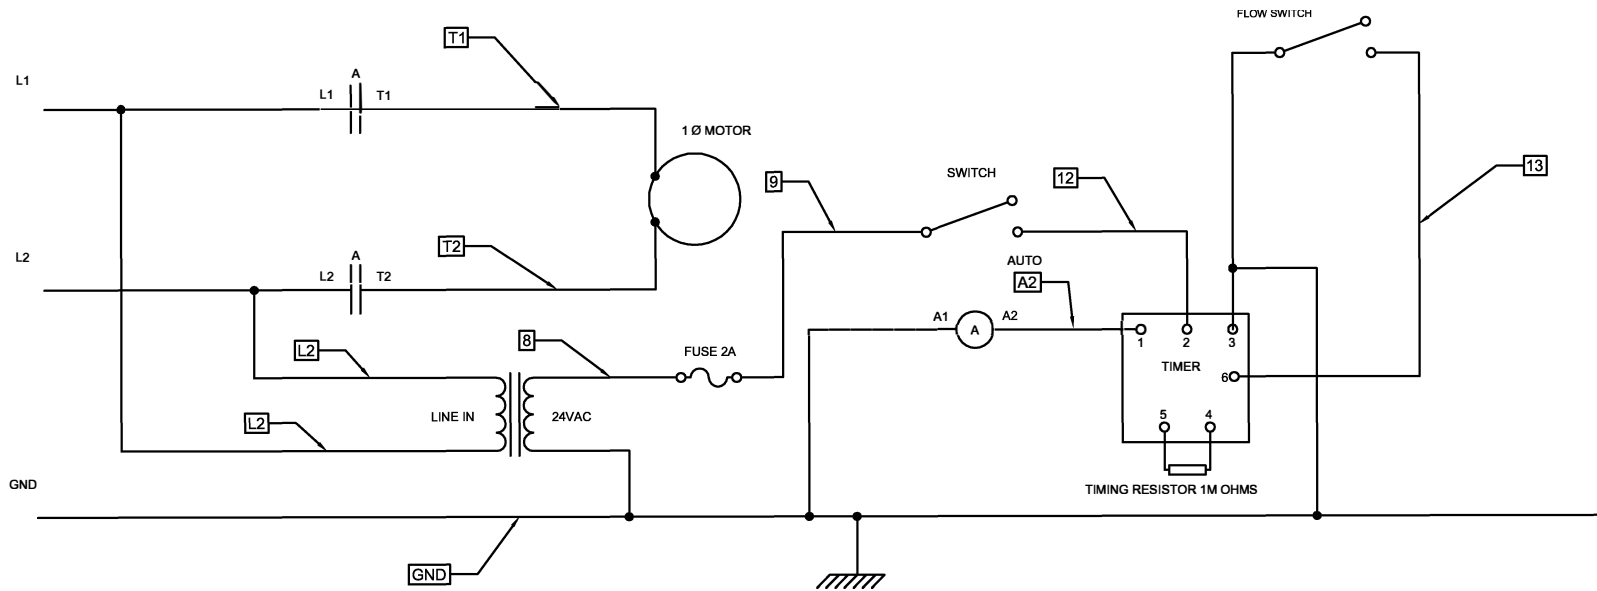 FLOW SWITCH
T1
L1
A
L1 T1
1 Ø MOTOR
SWITCH
9
12
13
T2
L2
A
L2 T2
AUTO
A2
A1 A A2
1 2 3
TIMER
6
L2
8
FUSE 2A
LINE IN 24VAC
L2
5 4
TIMING RESISTOR 1M OHMS
GND
GND